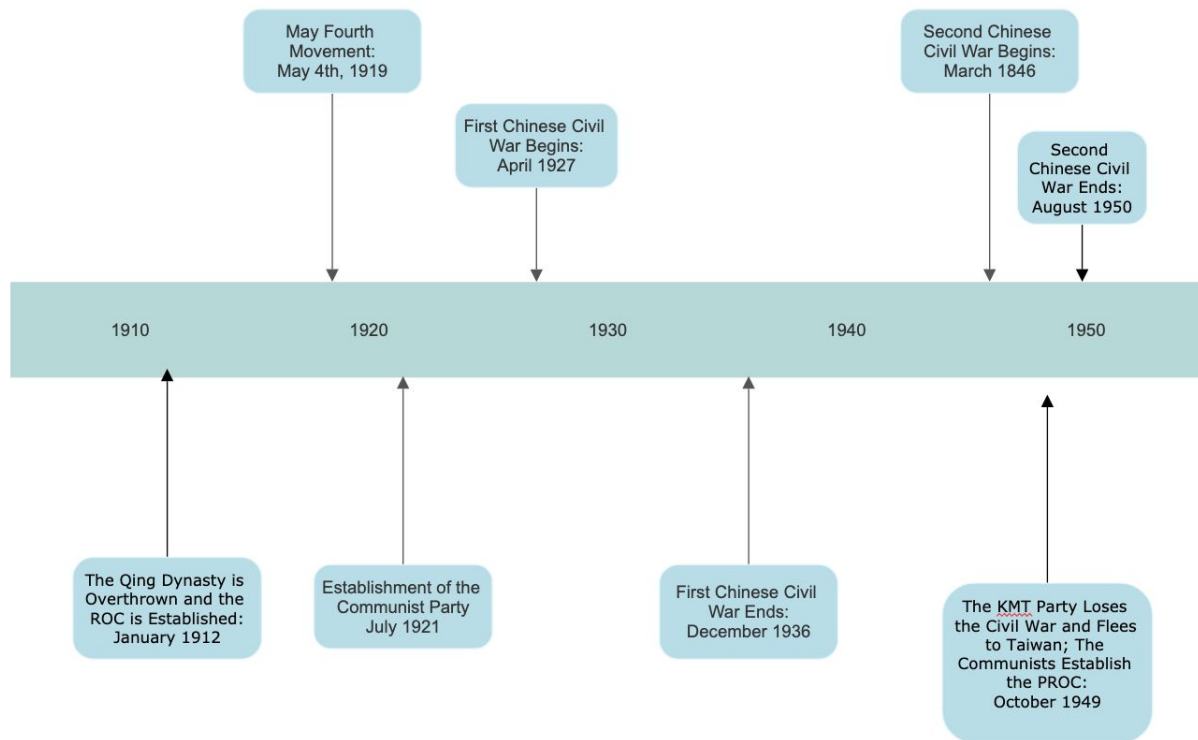 May Fourth
Movement:
May 4th, 1919
Second Chinese
Civil War Begins:
March 1846
First Chinese Civil
War Begins:
April 1927
Second
Chinese Civil
War Ends:
August 1950
1910
1920
1930
1940
1950
The Qing Dynasty is
Overthrown and the
ROC is Established:
January 1912
Establishment of the
Communist Party
July 1921
First Chinese Civil
War Ends:
December 1936
The KMT Party Loses
the Civil War and Flees
to Taiwan; The
Communists Establish
the PROC:
October 1949